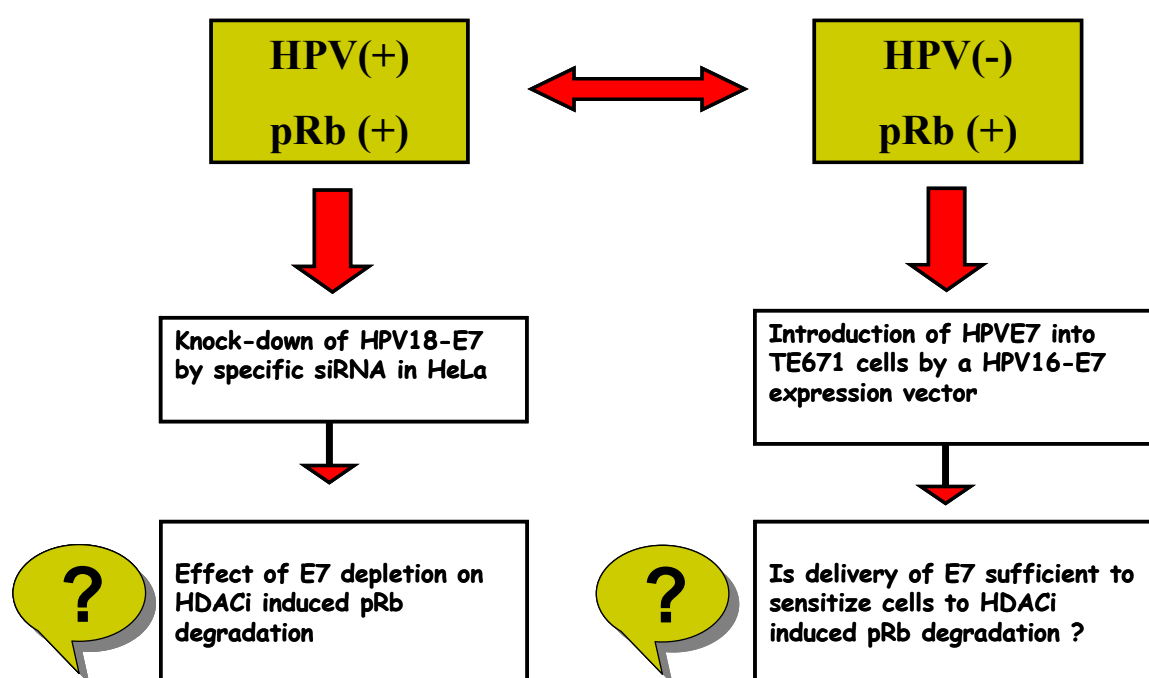 HPV(+)
pRb (+)
HPV(-)
pRb (+)
Knock-down of HPV18-E7
by specific siRNA in HeLa
Introduction of HPVE7 into
TE671 cells by a HPV16-E7
expression vector
?
Effect of E7 depletion on
HDACi induced pRb
degradation
?
Is delivery of E7 sufficient to
sensitize cells to HDACi
induced pRb degradation ?